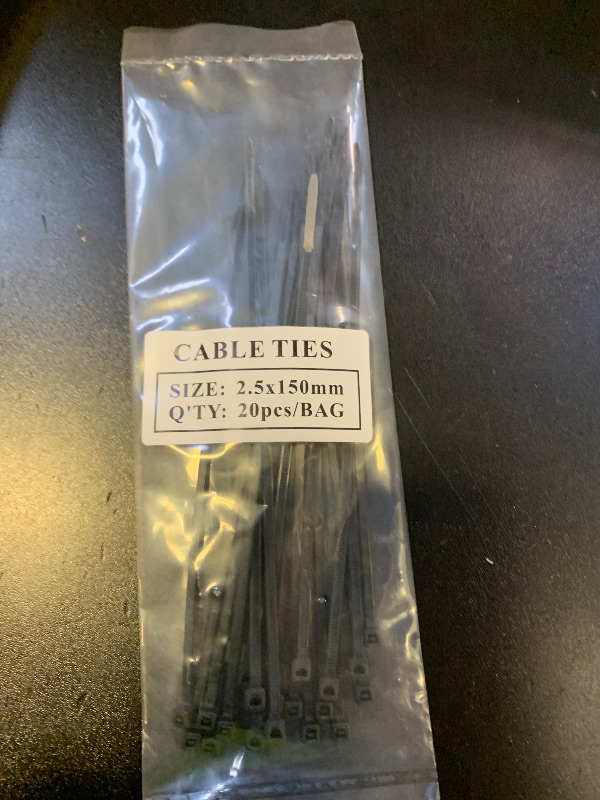 CABLE TIES
SIZE: 2.5x150mm
Q'TY: 20pcs/BAG